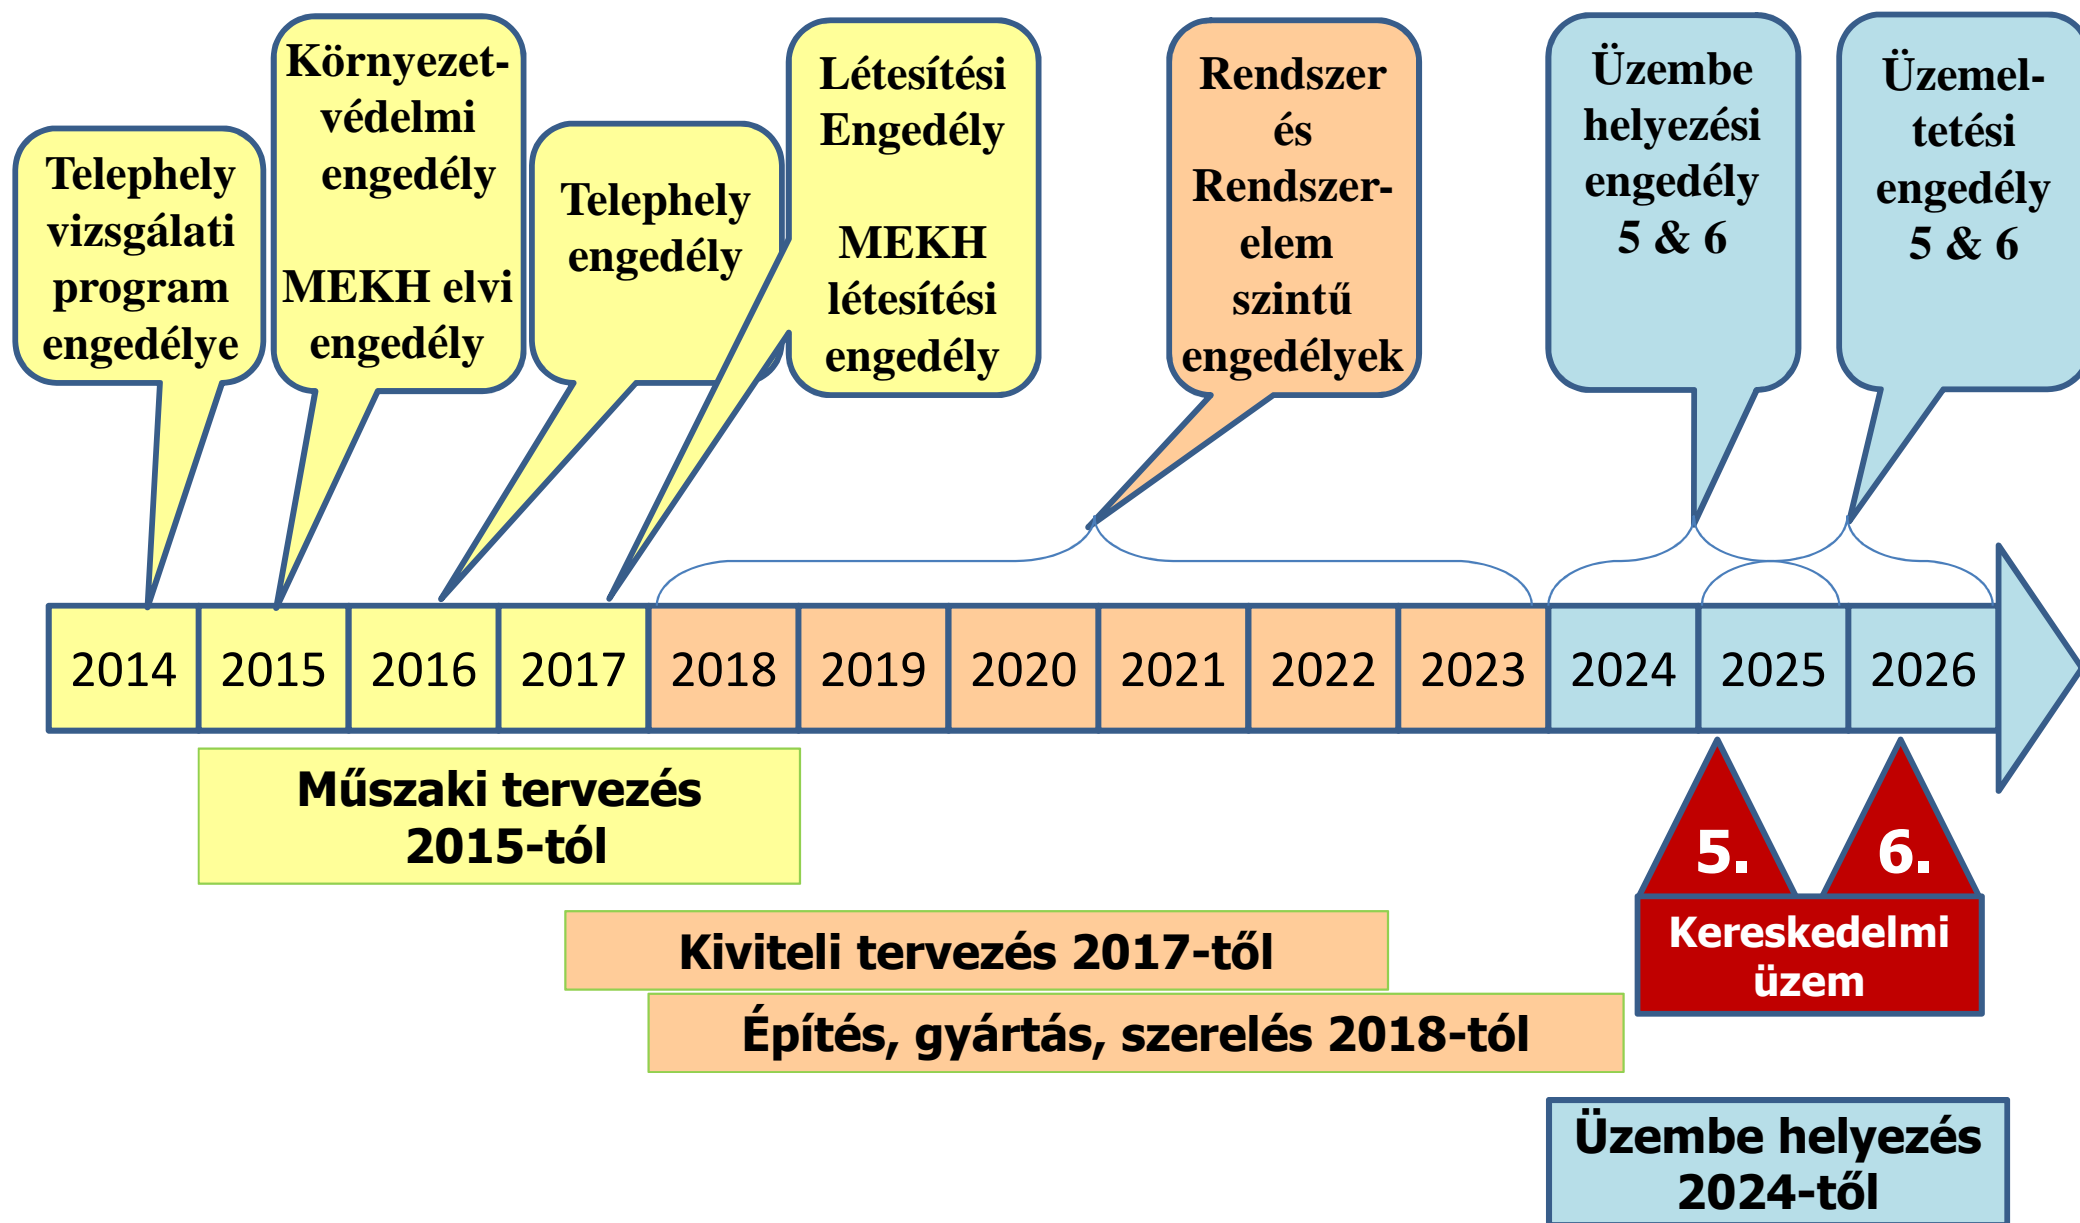 Telephely
vizsgálati
program
engedélye
Környezet-
védelmi
engedély
MEKH elvi
engedély
Telephely
engedély
Létesítési
Engedély
MEKH
létesítési
engedély
Rendszer
és
Rendszer-
elem
szintű
engedélyek
Üzembe
helyezési
engedély
5 & 6
Üzemel-
tetési
engedély
5 & 6
2014 2015 2016 2017 2018 2019 2020 2021 2022 2023 2024 2025 2026
Műszaki tervezés
2015-tól
5. 6.
Kereskedelmi
üzem
Kiviteli tervezés 2017-től
Építés, gyártás, szerelés 2018-tól
Üzembe helyezés
2024-től